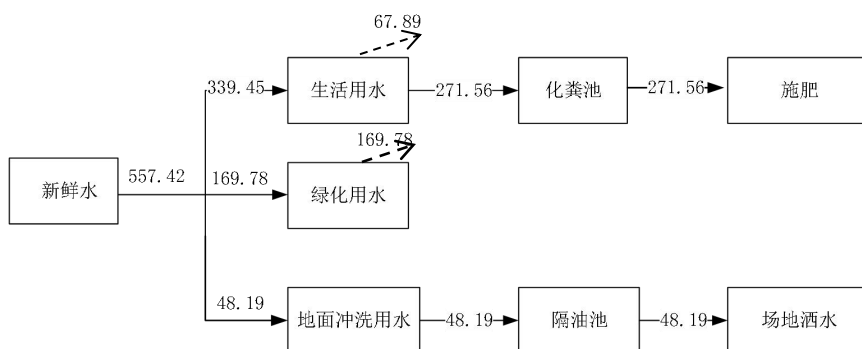 67.89
339.45
生活用水
271.56
化粪池
271.56
施肥
169.78
新鲜水
557.42
169.78
绿化用水
48.19
地面冲洗用水
48.19
隔油池
48.19
场地洒水